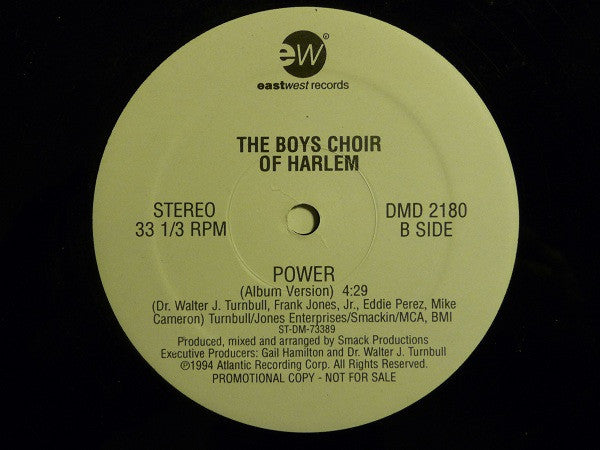 ew
eastwest records
THE BOYS CHOIR
OF HARLEM
STEREO
33 1/3 RPM
DMD 2180
B SIDE
POWER
(Album Version) 4:29
(Dr. Walter J. Turnbull, Frank Jones, Jr., Eddie Perez, Mike
Cameron) Turnbull/Jones Enterprises/Smackin/MCA, BMI
ST-DM-73389
Produced, mixed and arranged by Smack Productions
Executive Producers: Gail Hamilton and Dr. Walter J. Turnbull
℗1994 Atlantic Recording Corp. All Rights Reserved.
PROMOTIONAL COPY - NOT FOR SALE